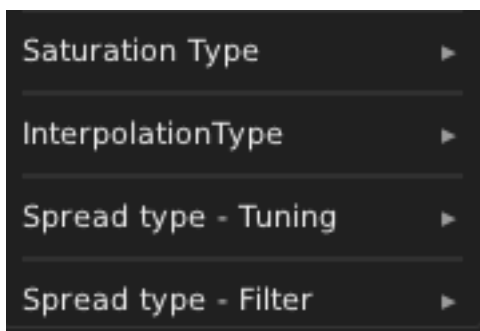 Saturation Type
InterpolationType
Spread type - Tuning
Spread type - Filter